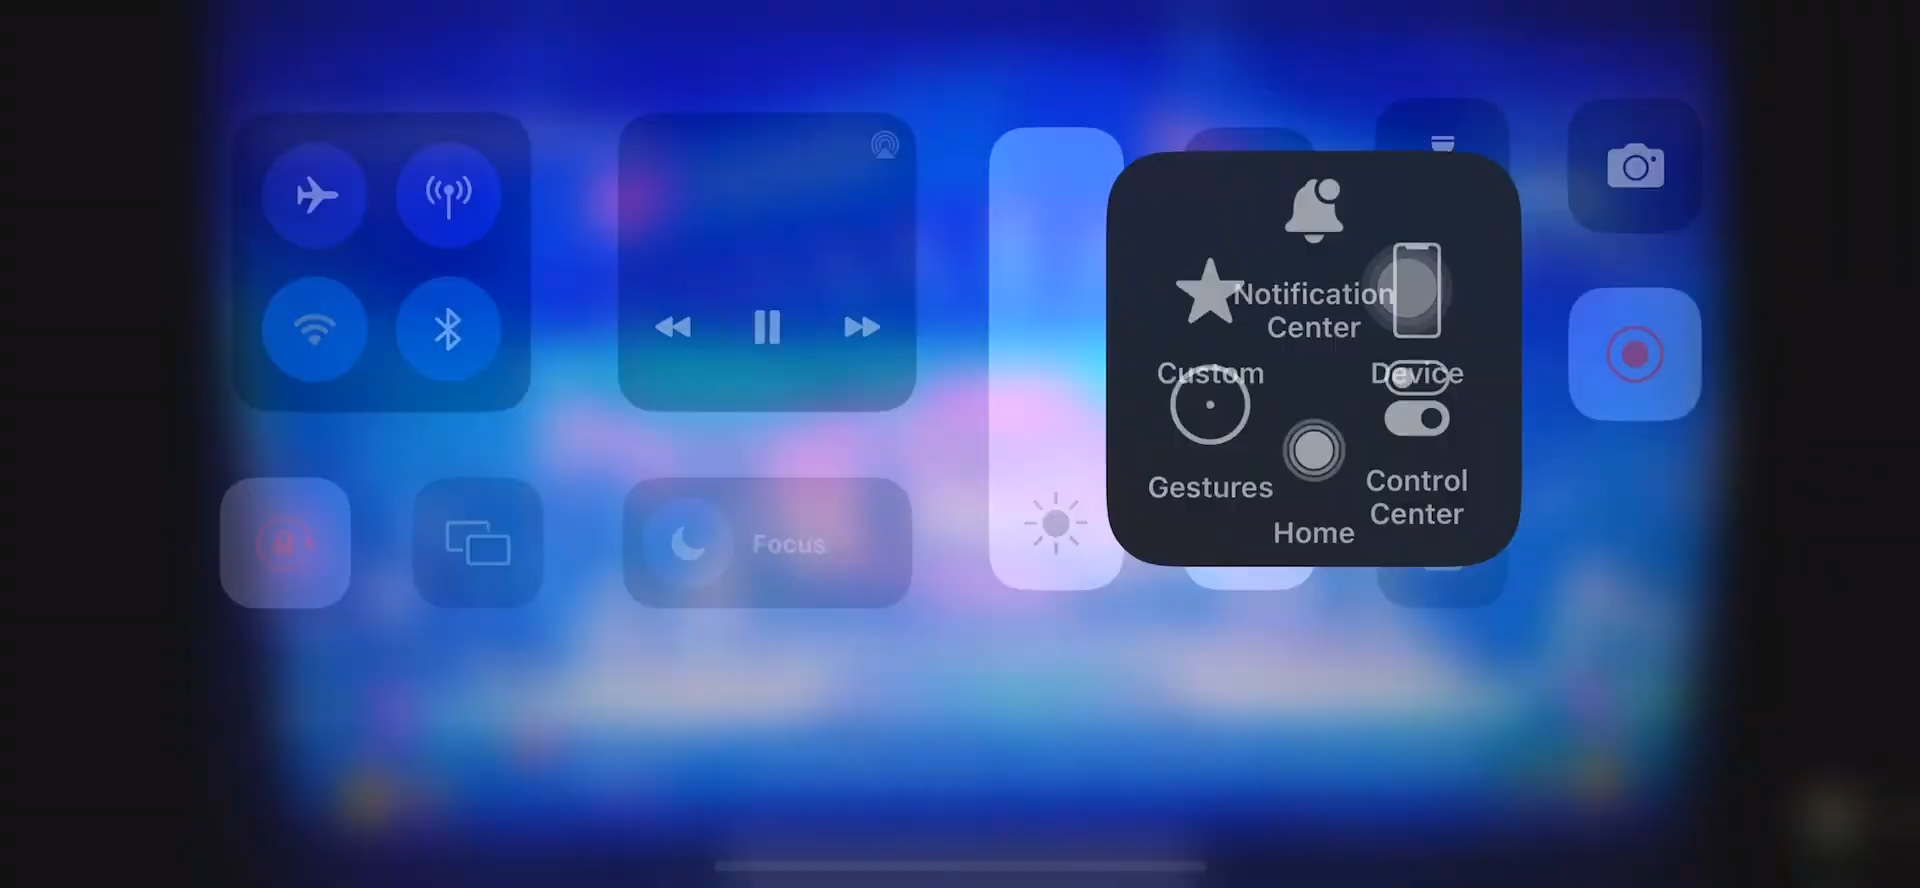 Notification
Center
Custom
Device
Gestures
Control
Center
Home
Focus